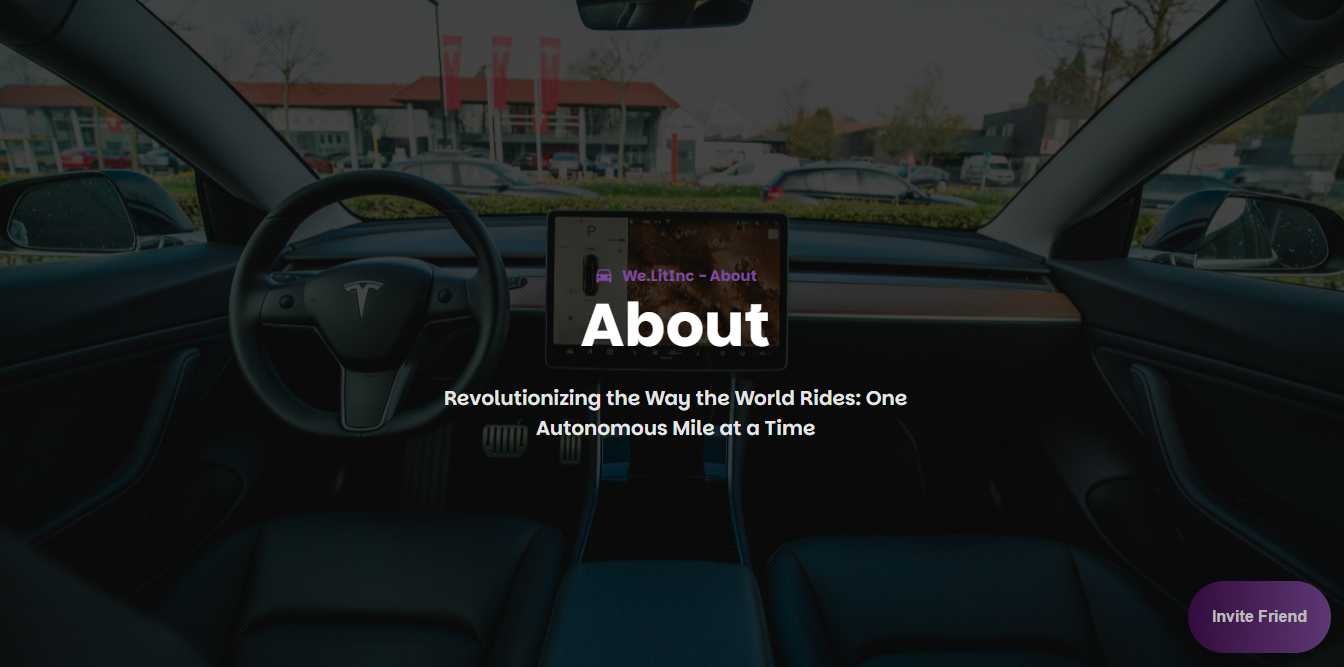 P
We.LitInc - About
About
Revolutionizing the Way the World Rides: One
Autonomous Mile at a Time
Invite Friend